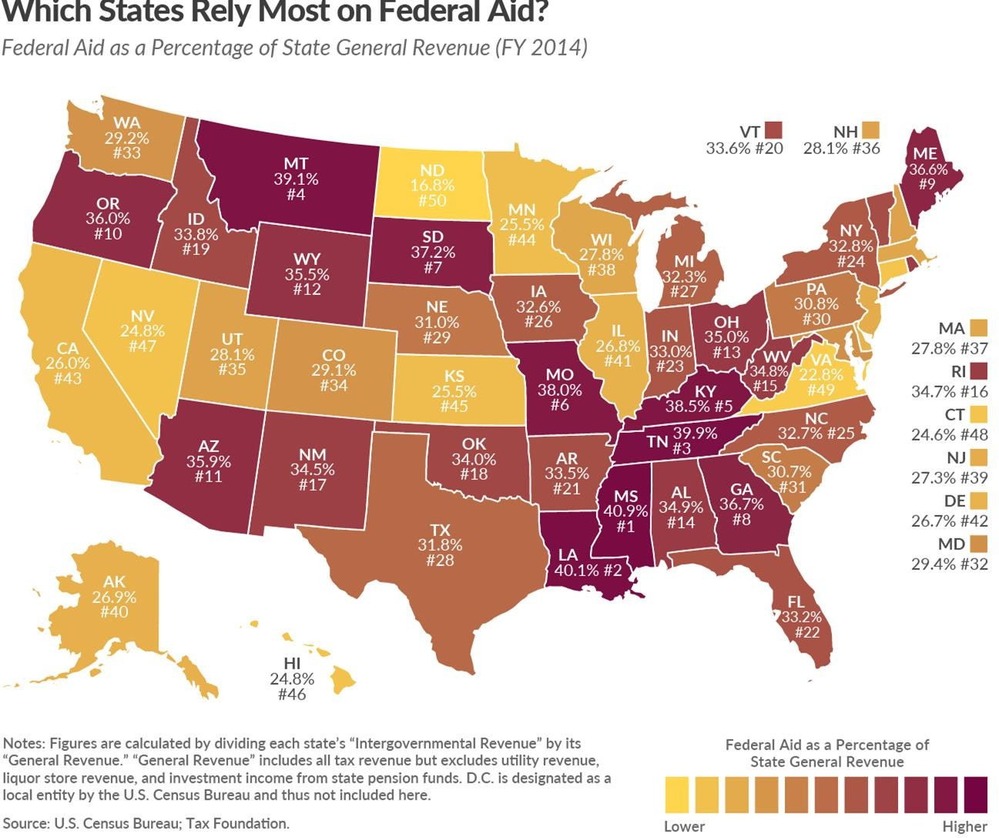 Which States Rely Most on Federal Aid?
Federal Aid as a Percentage of State General Revenue (FY 2014)
WA
29.2%
#33
OR
36.0%
#10
ID
33.8%
#19
MT
39.1%
#4
WY
35.5%
#12
ND
16.8%
#50
SD
37.2%
#7
MN
25.5%
#44
WI
27.8%
#38
MI
32.3%
#27
VT
33.6% #20
NH
28.1% #36
ME
36.6%
#9
NY
32.8%
#24
CA
26.0%
#43
NV
24.8%
#47
UT
28.1%
#35
CO
29.1%
#34
NE
31.0%
#29
KS
25.5%
#45
IA
32.6%
#26
MO
38.0%
#6
IL
26.8%
#41
IN
33.0%
#23
OH
35.0%
#13
PA
30.8%
#30
WV
34.8%
#15
VA
22.8%
#49
KY
38.5% #5
TN
39.9%
#3
NC
32.7% #25
SC
30.7%
#31
MA
27.8% #37
RI
34.7% #16
CT
24.6% #48
NJ
27.3% #39
DE
26.7% #42
MD
29.4% #32
AZ
35.9%
#11
NM
34.5%
#17
OK
34.0%
#18
AR
33.5%
#21
TX
31.8%
#28
LA
40.1% #2
MS
40.9%
#1
AL
34.9%
#14
GA
36.7%
#8
FL
33.2%
#22
AK
26.9%
#40
HI
24.8%
#46
Notes: Figures are calculated by dividing each state’s “Intergovernmental Revenue” by its
“General Revenue.” “General Revenue” includes all tax revenue but excludes utility revenue,
liquor store revenue, and investment income from state pension funds. D.C. is designated as a
local entity by the U.S. Census Bureau and thus not included here.
Source: U.S. Census Bureau; Tax Foundation.
Federal Aid as a Percentage of
State General Revenue
Lower
Higher